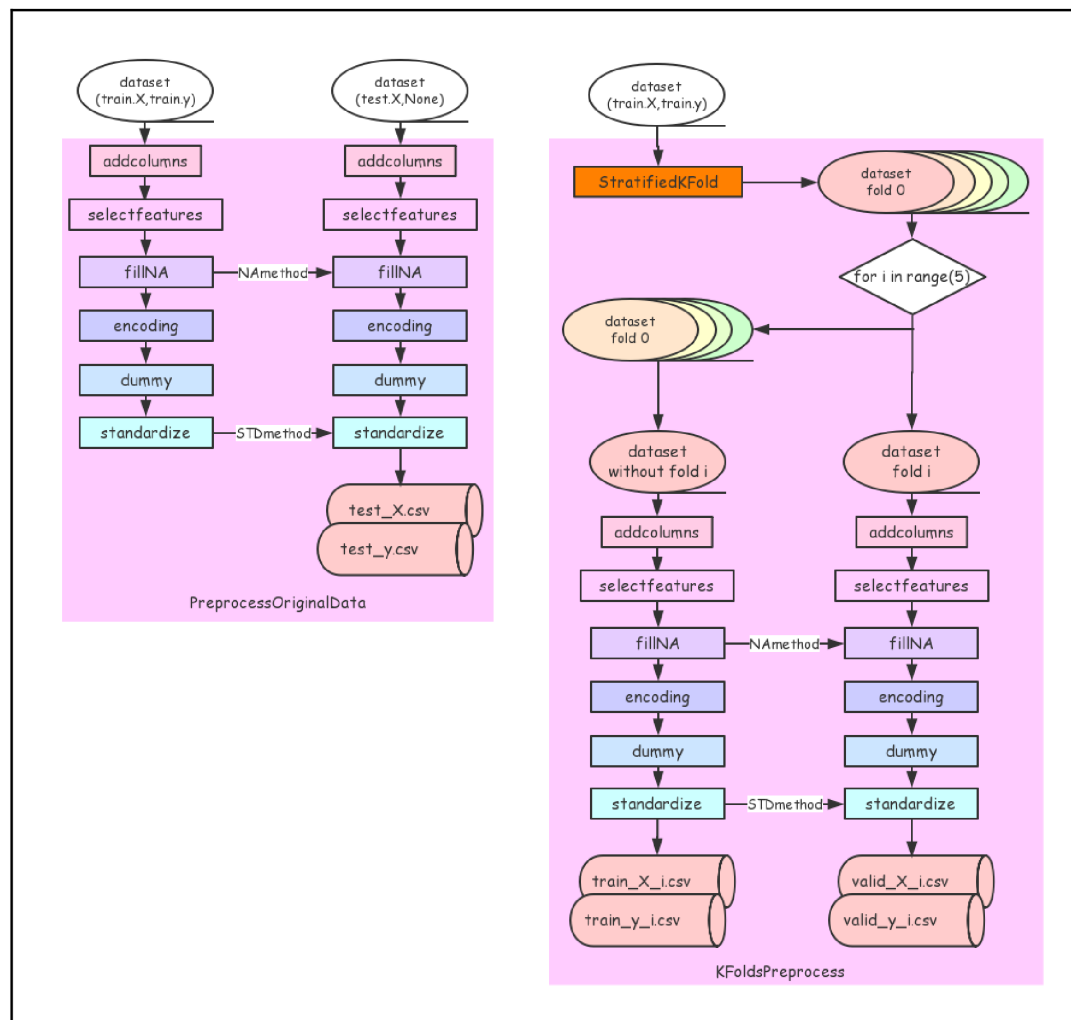 dataset
(train.X,train.y)
dataset
(test.X,None)
addcolumns
addcolumns
selectfeatures
selectfeatures
fillNA
NAmethod
fillNA
encoding
encoding
dummy
dummy
standardize
STDmethod
standardize
test_X.csv
test_y.csv
PreprocessOriginalData
dataset
(train.X,train.y)
StratifiedKFold
dataset
fold 0
for i in range(5)
dataset
fold 0
dataset
without fold i
dataset
fold i
addcolumns
addcolumns
selectfeatures
selectfeatures
fillNA
NAmethod
fillNA
encoding
encoding
dummy
dummy
standardize
STDmethod
standardize
train_X_i.csv
train_y_i.csv
valid_X_i.csv
valid_y_i.csv
KFoldsPreprocess